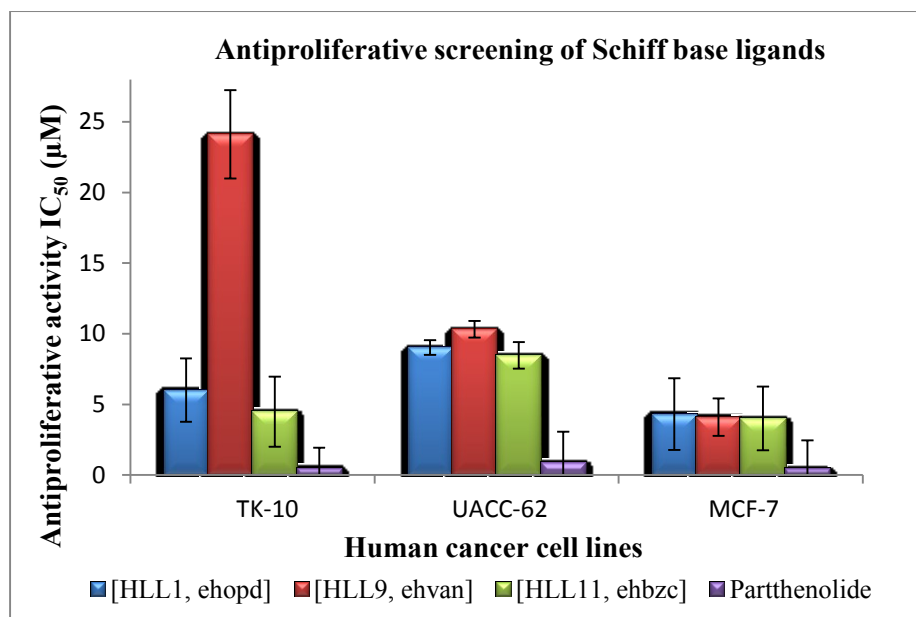 Antiproliferative screening of Schiff base ligands
Antiproliferative activity IC₅₀ (µM)
25
20
15
10
5
0
TK-10 UACC-62 MCF-7
Human cancer cell lines
[HLL1, ehopd] [HLL9, ehvan] [HLL11, ehbzc] Partthenolide